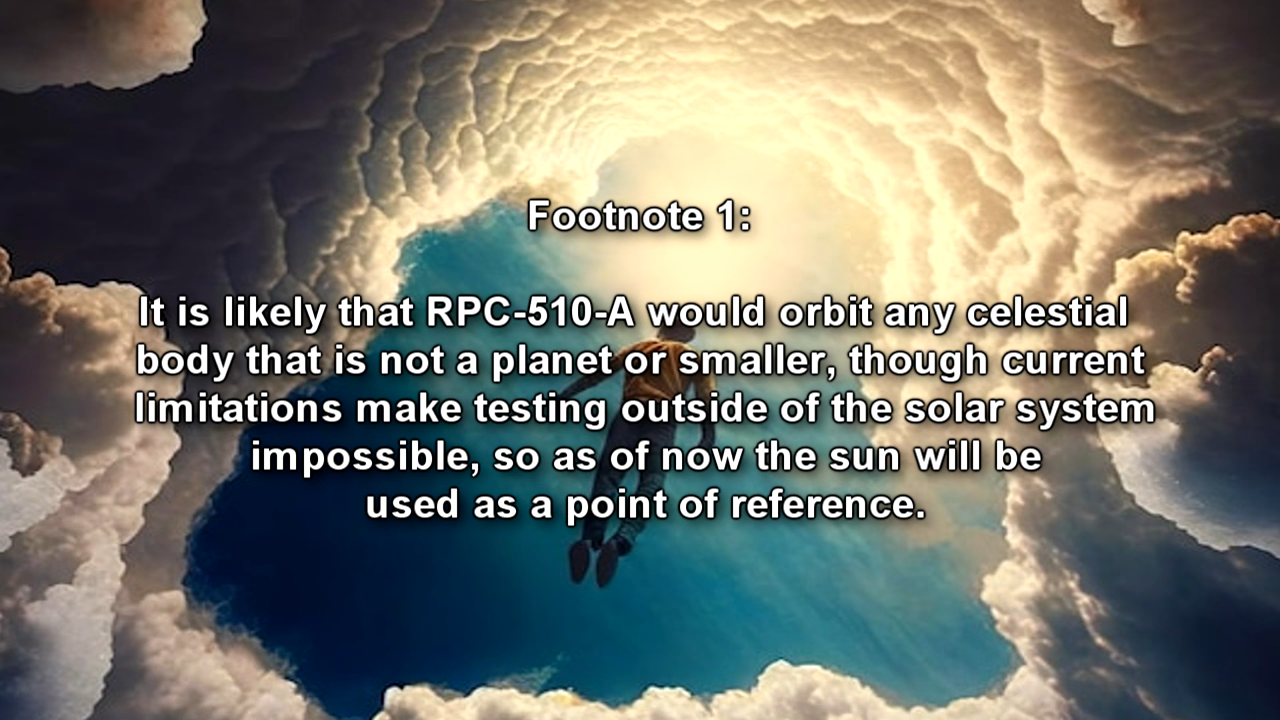 Footnote 1:
It is likely that RPC-510-A would orbit any celestial
body that is not a planet or smaller, though current
limitations make testing outside of the solar system
impossible, so as of now the sun will be
used as a point of reference.